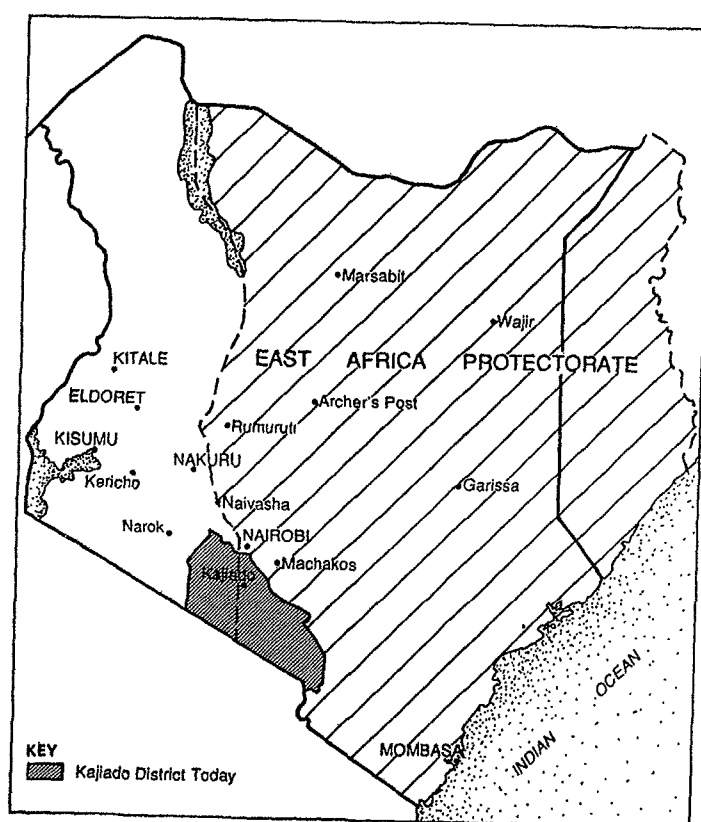 Marsabit
Wajir
KITALE
EAST AFRICA PROTECTORATE
ELDORET
Archer's Post
Rumuruti
KISUMU
NAKURU
Kericho
Garissa
Naivasha
Narok
NAIROBI
Machakos
Kajiado
OCEAN
INDIAN
MOMBASA
KEY
Kajiado District Today